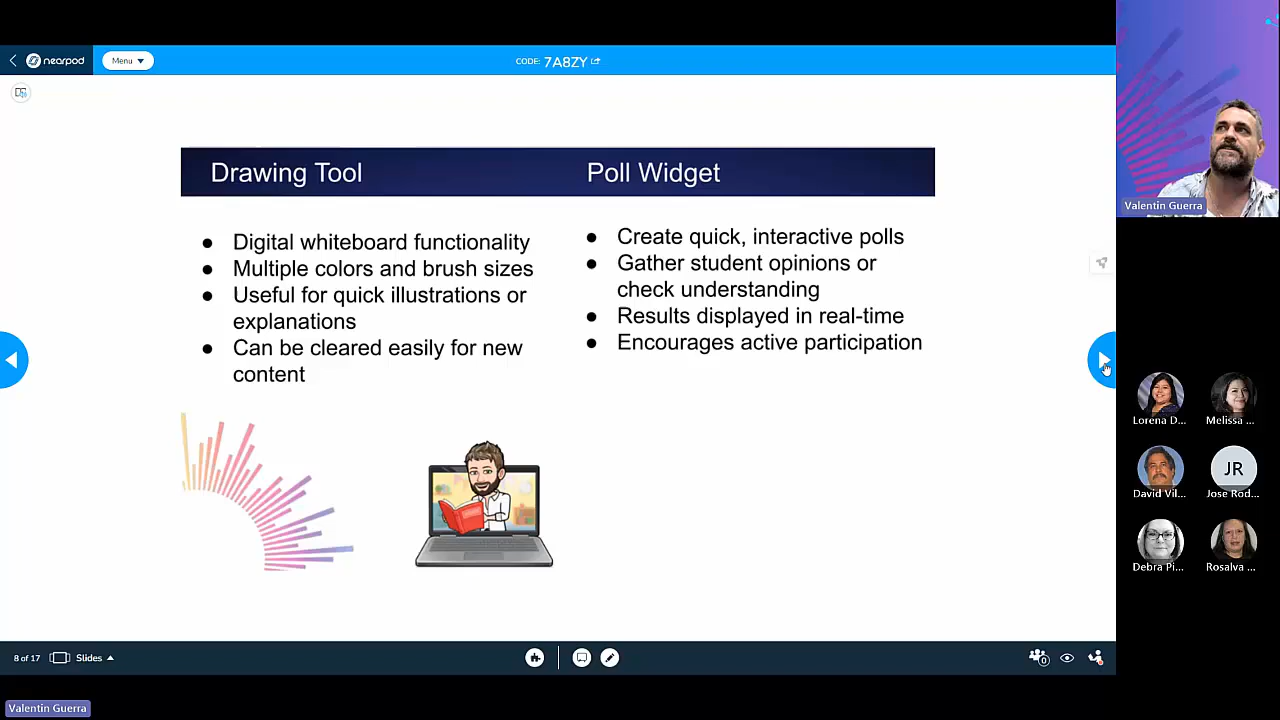 nearpod
Menu
CODE: 7A8ZY
Drawing Tool
Poll Widget
● Digital whiteboard functionality
● Multiple colors and brush sizes
● Useful for quick illustrations or
explanations
● Can be cleared easily for new
content
● Create quick, interactive polls
● Gather student opinions or
check understanding
● Results displayed in real-time
● Encourages active participation
8 of 17
Slides
0
Valentin Guerra
Valentin Guerra
Lorena D...
Melissa ...
David Vil...
JR
Jose Rod...
Debra Pi...
Rosalva ...